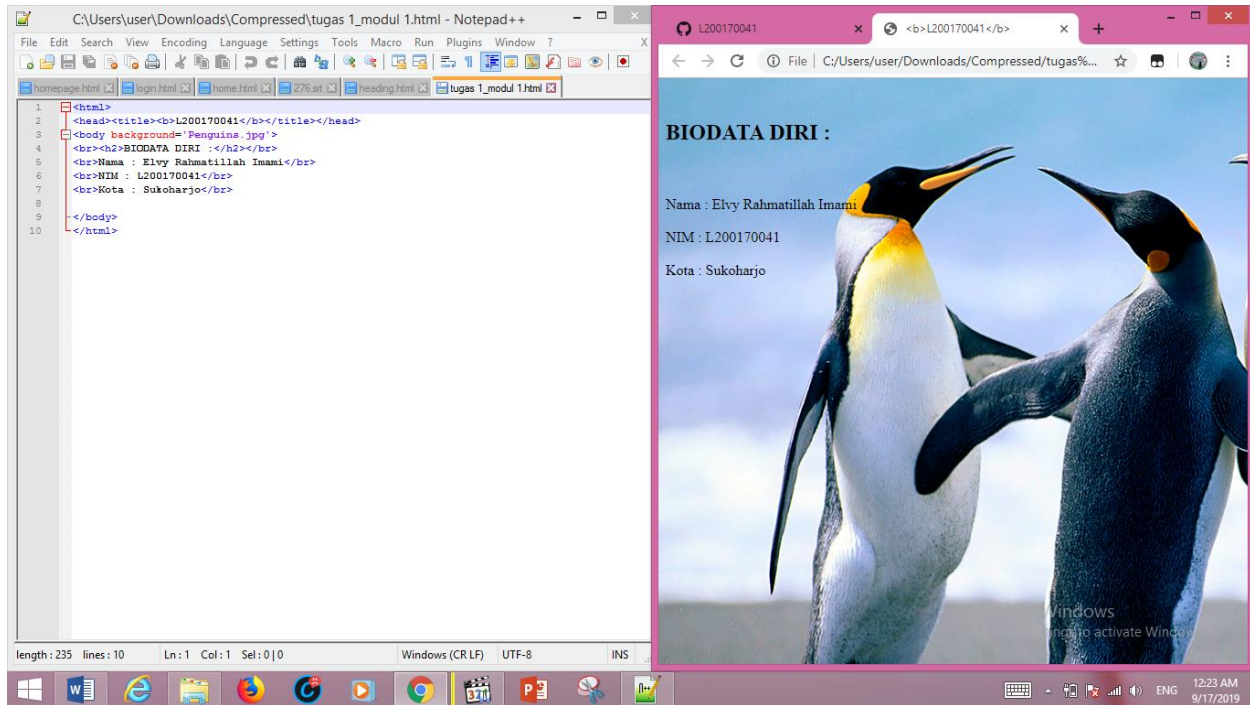 C:\Users\user\Downloads\Compressed\tugas 1_modul 1.html - Notepad++
File Edit Search View Encoding Language Settings Tools Macro Run Plugins Window ? X
homepage.html login.html home.html 276.srt heading.html tugas 1_modul 1.html
1 <html>
2 <head><title><b>L200170041</b></title></head>
3 <body background='Penguins.jpg'>
4 <br><h2>BIODATA DIRI :</h2></br>
5 <br>Nama : Elvy Rahmatillah Imami</br>
6 <br>NIM : L200170041</br>
7 <br>Kota : Sukoharjo</br>
8
9 </body>
10 </html>
length : 235 lines : 10 Ln : 1 Col : 1 Sel : 0 | 0 Windows (CR LF) UTF-8 INS
L200170041 <b>L200170041</b>
File C:/Users/user/Downloads/Compressed/tugas%...
BIODATA DIRI :
Nama : Elvy Rahmatillah Imami
NIM : L200170041
Kota : Sukoharjo
Windows
to activate
321
ENG 12:23 AM
9/17/2019